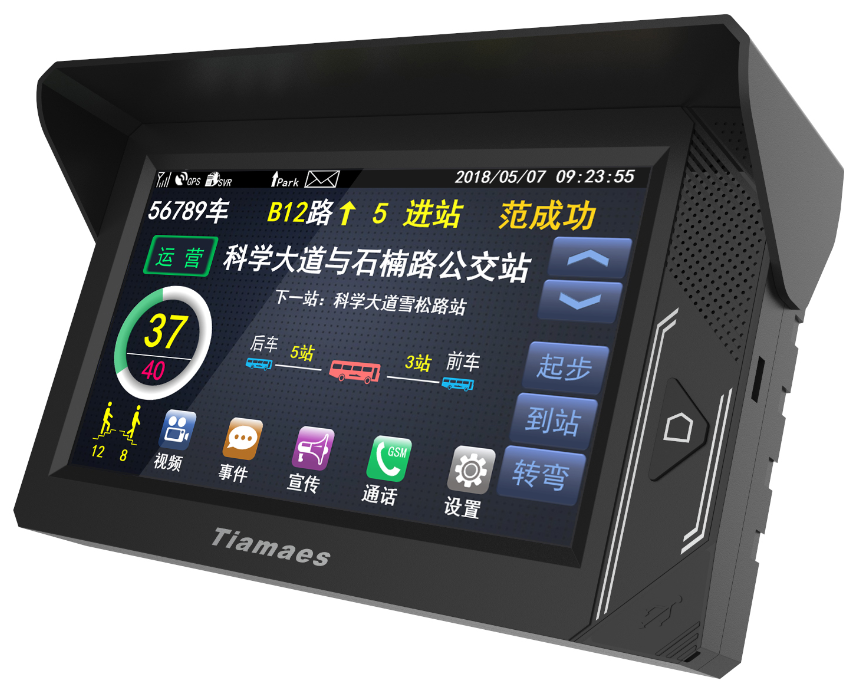 GPS SVR Park 2018/05/07 09:23:55
56789车 B12路↑ 5 进站 范成功
运营 科学大道与石楠路公交站
下一站：科学大道雪松路站
37
40
后车 5站 3站 前车
起步
到站
转弯
12 8
视频 事件 宣传 GSM 通话 设置
Tiamaes